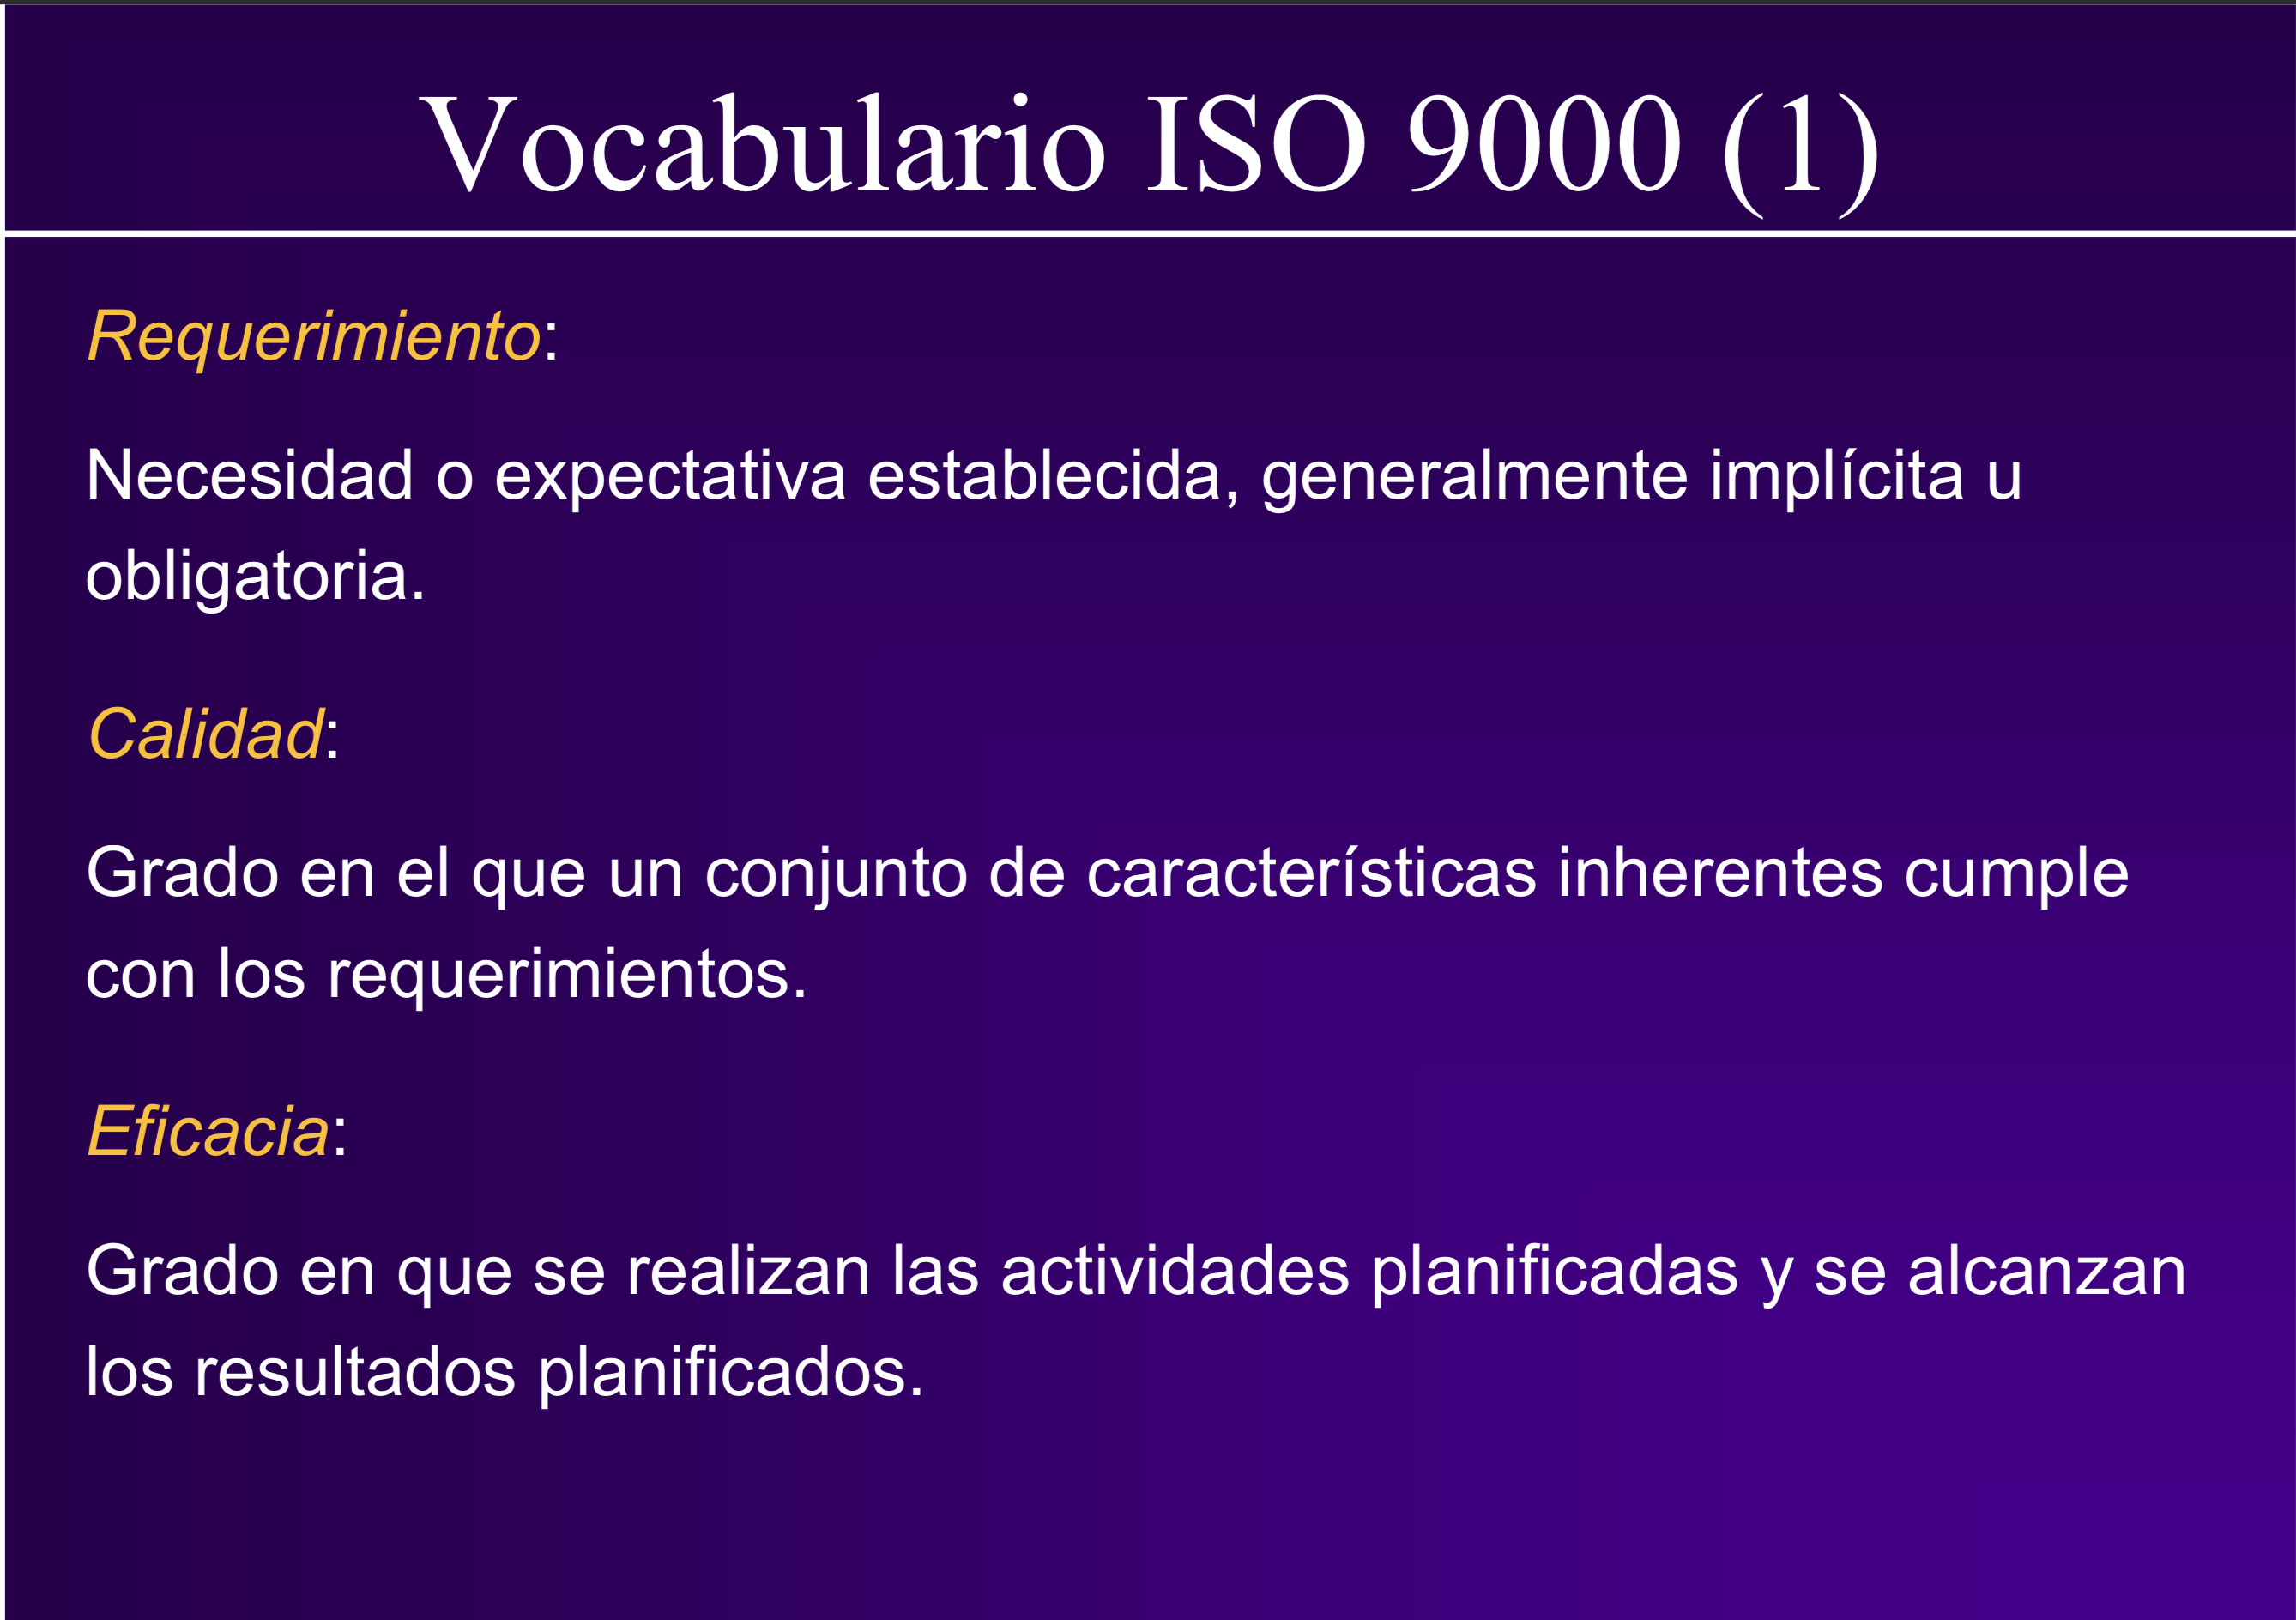 Vocabulario ISO 9000 (1)
Requerimiento:
Necesidad o expectativa establecida, generalmente implícita u
obligatoria.
Calidad:
Grado en el que un conjunto de características inherentes cumple
con los requerimientos.
Eficacia:
Grado en que se realizan las actividades planificadas y se alcanzan
los resultados planificados.